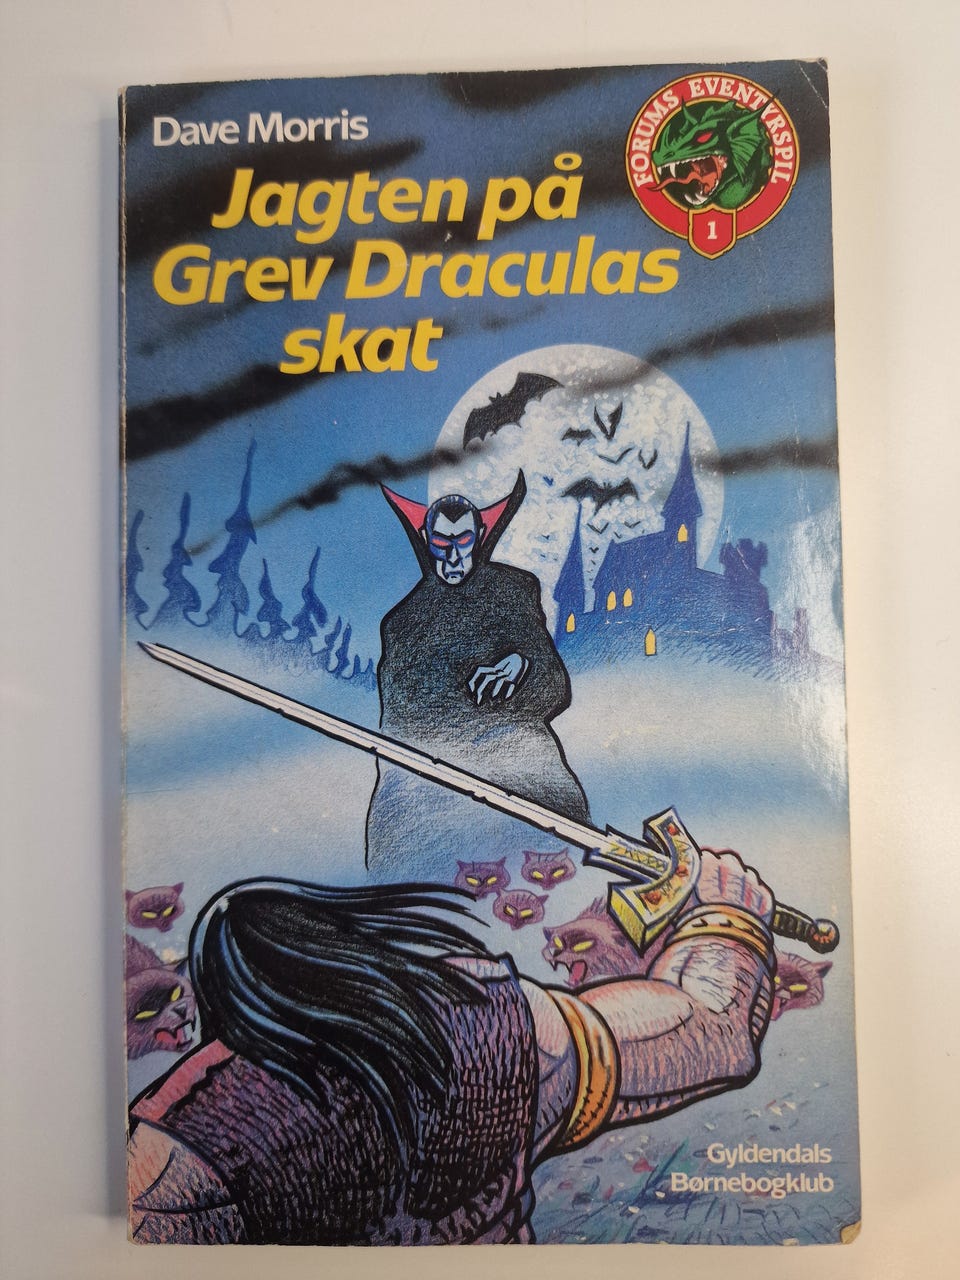 Dave Morris
FORUMS EVENTYRSPIL
1
Jagten på
Grev Draculas
skat
Gyldendals
Børnebogklub